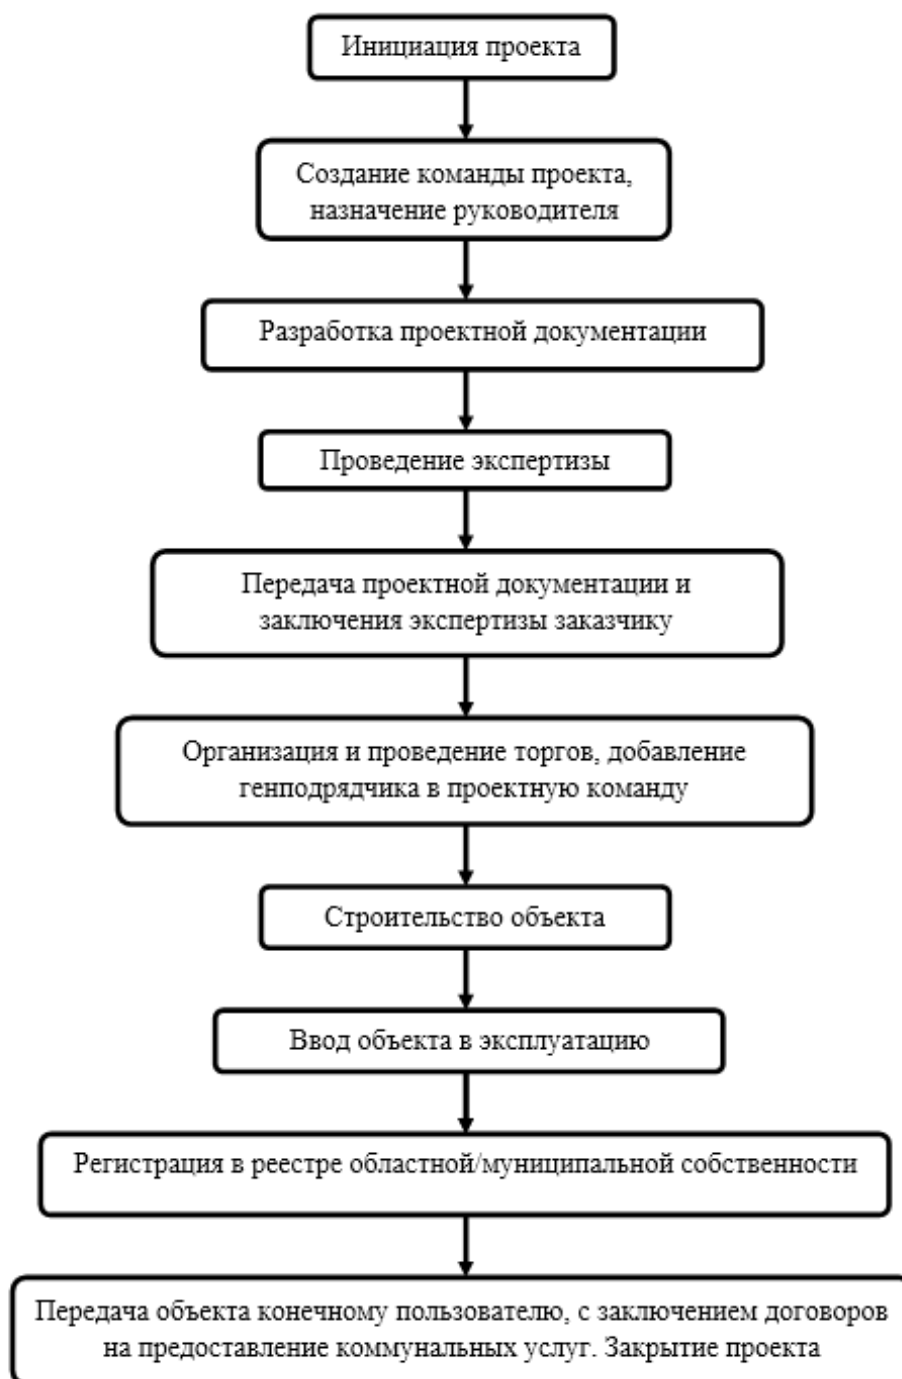 Инициация проекта
Создание команды проекта,
назначение руководителя
Разработка проектной документации
Проведение экспертизы
Передача проектной документации и
заключения экспертизы заказчику
Организация и проведение торгов, добавление
генподрядчика в проектную команду
Строительство объекта
Ввод объекта в эксплуатацию
Регистрация в реестре областной/муниципальной собственности
Передача объекта конечному пользователю, с заключением договоров
на предоставление коммунальных услуг. Закрытие проекта